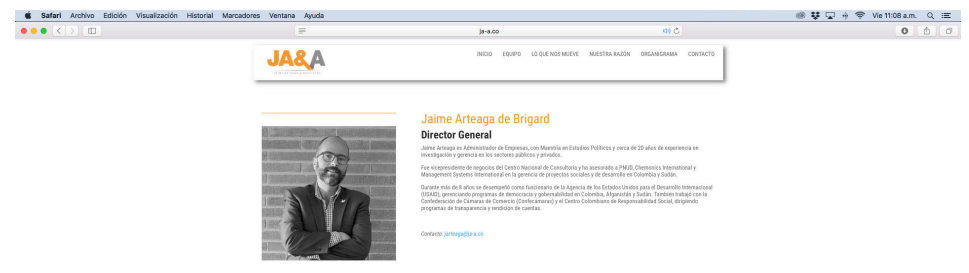 Safari Archivo Edición Visualización Historial Marcadores Ventana Ayuda
Vie 11:08 a.m.
ja-a.co
JA&A
INICIO EQUIPO LO QUE NOS MUEVE NUESTRA RAZÓN ORGANIGRAMA CONTACTO
Jaime Arteaga de Brigard
Director General
Jaime Arteaga es Administrador de Empresas, con Maestría en Estudios Políticos y cerca de 20 años de experiencia en
investigación y gerencia en los sectores públicos y privados.
Fue vicepresidente de negocios del Centro Nacional de Consultoría y ha asesorado a PNUD, Chemonics International y
Management Systems International en la gerencia de proyectos sociales y de desarrollo en Colombia y Sudán.
Durante más de 8 años se desempeñó como funcionario de la Agencia de los Estados Unidos para el Desarrollo Internacional
(USAID), gerenciando programas de democracia y gobernabilidad en Colombia, Afganistán y Sudán. También trabajó con la
Confederación de Cámaras de Comercio (Confecámaras) y el Centro Colombiano de Responsabilidad Social, dirigiendo
programas de transparencia y rendición de cuentas.
Contacto: jarteaga@ja-a.co